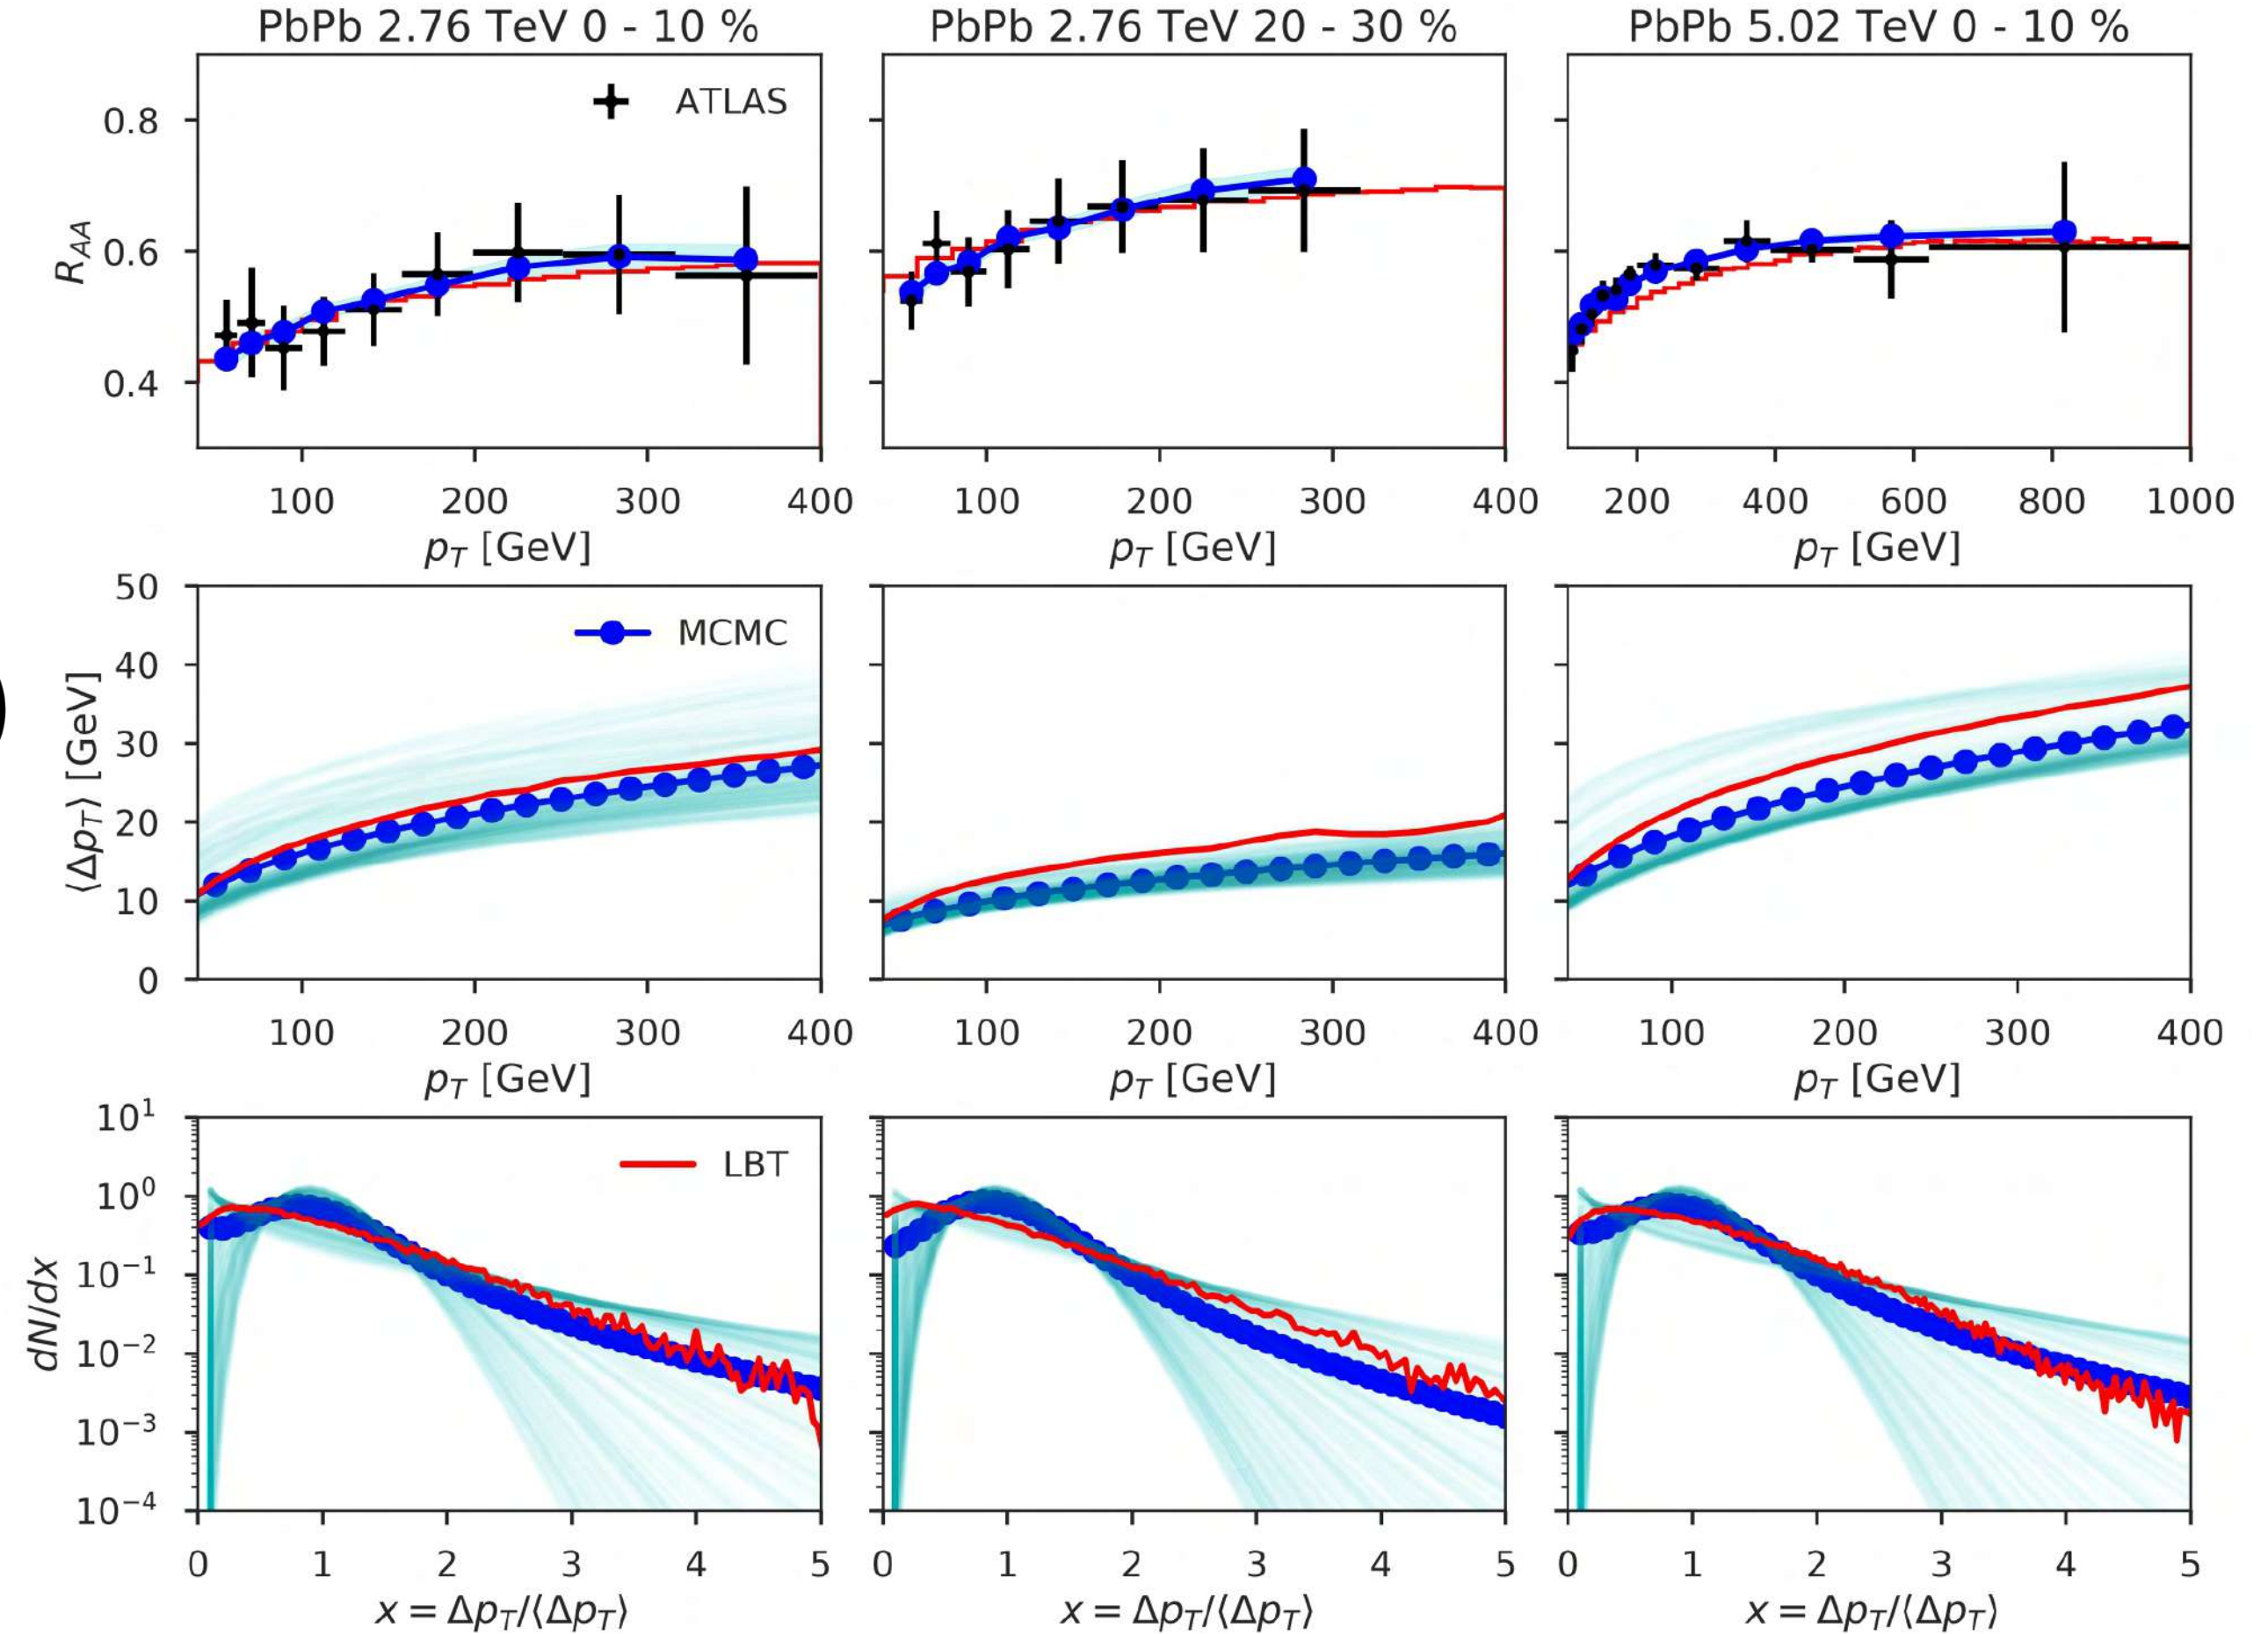 PbPb 2.76 TeV 0 - 10 % PbPb 2.76 TeV 20 - 30 % PbPb 5.02 TeV 0 - 10 %
ATLAS
0.8
0.6
0.4
R_{AA}
100 200 300 400 100 200 300 400 200 400 600 800 1000
p_T [GeV] p_T [GeV] p_T [GeV]
MCMC
50
40
30
20
10
0
⟨Δp_T⟩ [GeV]
100 200 300 400 100 200 300 400 100 200 300 400
p_T [GeV] p_T [GeV] p_T [GeV]
LBT
10^1
10^0
10^{−1}
10^{−2}
10^{−3}
10^{−4}
dN/dx
0 1 2 3 4 5 0 1 2 3 4 5 0 1 2 3 4 5
x = Δp_T/⟨Δp_T⟩ x = Δp_T/⟨Δp_T⟩ x = Δp_T/⟨Δp_T⟩